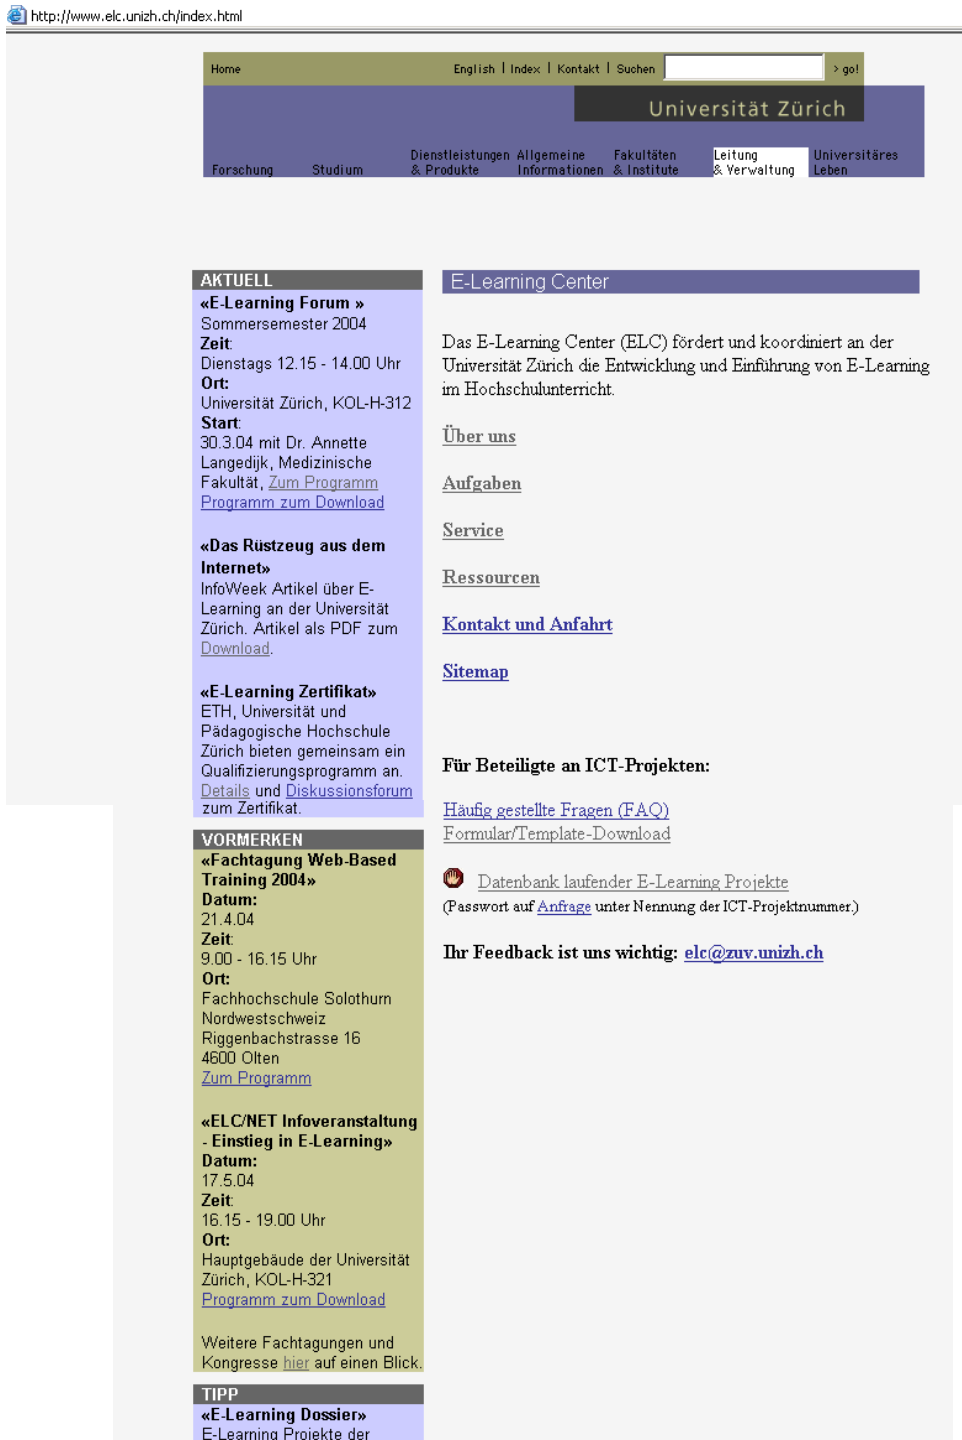 http://www.elc.unizh.ch/index.html
Home
English | Index | Kontakt | Suchen > go!
Universität Zürich
Forschung
Studium
Dienstleistungen
& Produkte
Allgemeine
Informationen
Fakultäten
& Institute
Leitung
& Verwaltung
Universitäres
Leben
AKTUELL
«E-Learning Forum »
Sommersemester 2004
Zeit:
Dienstags 12.15 - 14.00 Uhr
Ort:
Universität Zürich, KOL-H-312
Start:
30.3.04 mit Dr. Annette
Langedijk, Medizinische
Fakultät, Zum Programm
Programm zum Download
«Das Rüstzeug aus dem
Internet»
InfoWeek Artikel über E-
Learning an der Universität
Zürich. Artikel als PDF zum
Download.
«E-Learning Zertifikat»
ETH, Universität und
Pädagogische Hochschule
Zürich bieten gemeinsam ein
Qualifizierungsprogramm an.
Details und Diskussionsforum
zum Zertifikat.
VORMERKEN
«Fachtagung Web-Based
Training 2004»
Datum:
21.4.04
Zeit:
9.00 - 16.15 Uhr
Ort:
Fachhochschule Solothurn
Nordwestschweiz
Riggenbachstrasse 16
4600 Olten
Zum Programm
«ELC/NET Infoveranstaltung
- Einstieg in E-Learning»
Datum:
17.5.04
Zeit:
16.15 - 19.00 Uhr
Ort:
Hauptgebäude der Universität
Zürich, KOL-H-321
Programm zum Download
Weitere Fachtagungen und
Kongresse hier auf einen Blick.
TIPP
«E-Learning Dossier»
E-Learning Projekte der
E-Learning Center
Das E-Learning Center (ELC) fördert und koordiniert an der
Universität Zürich die Entwicklung und Einführung von E-Learning
im Hochschulunterricht.
Über uns
Aufgaben
Service
Ressourcen
Kontakt und Anfahrt
Sitemap
Für Beteiligte an ICT-Projekten:
Häufig gestellte Fragen (FAQ)
Formular/Template-Download
Datenbank laufender E-Learning Projekte
(Passwort auf Anfrage unter Nennung der ICT-Projektnummer.)
Ihr Feedback ist uns wichtig: elc@zuv.unizh.ch